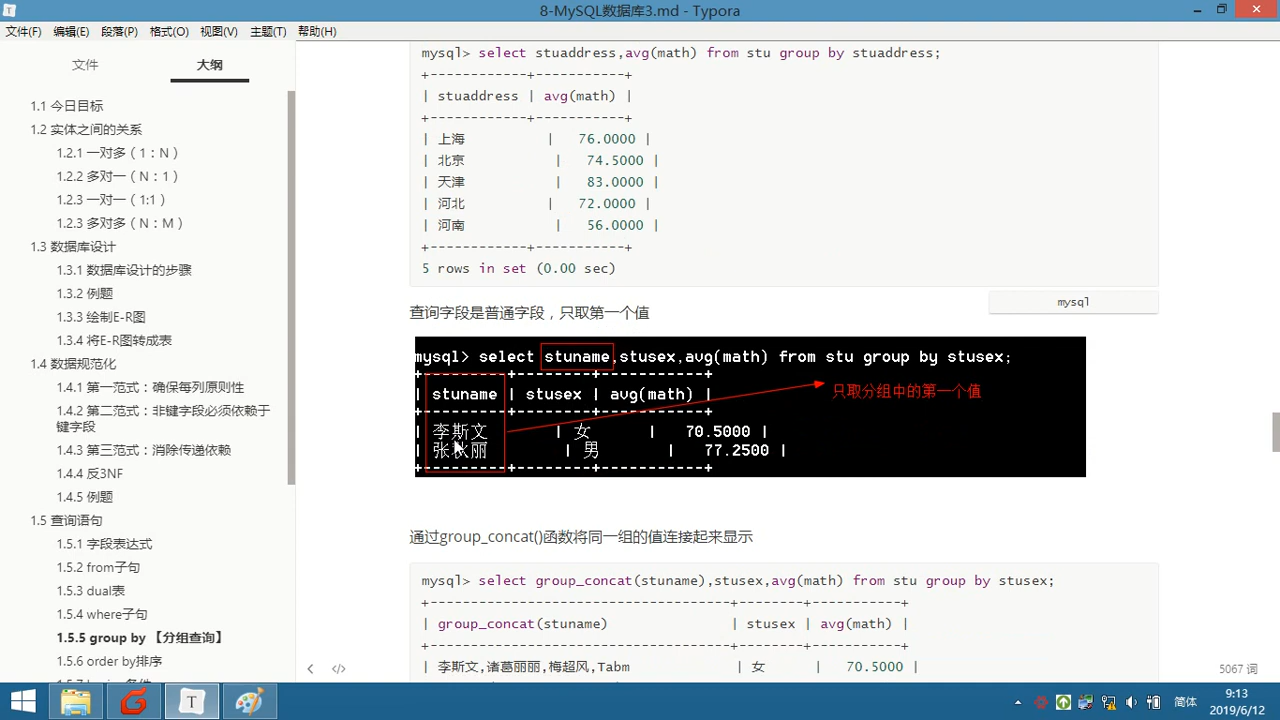 8-MySQL数据库3.md - Typora
文件(F) 编辑(E) 段落(P) 格式(O) 视图(V) 主题(T) 帮助(H)
文件 大纲
1.1 今日目标
1.2 实体之间的关系
1.2.1 一对多（1：N ）
1.2.2 多对一（ N：1 ）
1.2.3 一对一（ 1:1 ）
1.2.3 多对多（ N：M ）
1.3 数据库设计
1.3.1 数据库设计的步骤
1.3.2 例题
1.3.3 绘制E-R图
1.3.4 将E-R图转成表
1.4 数据规范化
1.4.1 第一范式：确保每列原则性
1.4.2 第二范式：非键字段必须依赖于
键字段
1.4.3 第三范式：消除传递依赖
1.4.4 反3NF
1.4.5 例题
1.5 查询语句
1.5.1 字段表达式
1.5.2 from子句
1.5.3 dual表
1.5.4 where子句
1.5.5 group by 【分组查询】
1.5.6 order by排序
mysql> select stuaddress,avg(math) from stu group by stuaddress;
+------------+-----------+
| stuaddress | avg(math) |
+------------+-----------+
| 上海 | 76.0000 |
| 北京 | 74.5000 |
| 天津 | 83.0000 |
| 河北 | 72.0000 |
| 河南 | 56.0000 |
+------------+-----------+
5 rows in set (0.00 sec)
mysql
查询字段是普通字段，只取第一个值
mysql> select stuname,stusex,avg(math) from stu group by stusex;
+---------+--------+-----------+
| stuname | stusex | avg(math) |
只取分组中的第一个值
+---------+--------+-----------+
| 李斯文 | 女 | 70.5000 |
| 张秋丽 | 男 | 77.2500 |
+---------+--------+-----------+
通过group_concat()函数将同一组的值连接起来显示
mysql> select group_concat(stuname),stusex,avg(math) from stu group by stusex;
+-------------------------------------+--------+-----------+
| group_concat(stuname) | stusex | avg(math) |
+-------------------------------------+--------+-----------+
| 李斯文,诸葛丽丽,梅超风,Tabm | 女 | 70.5000 |
5067 词
简体
9:13
2019/6/12